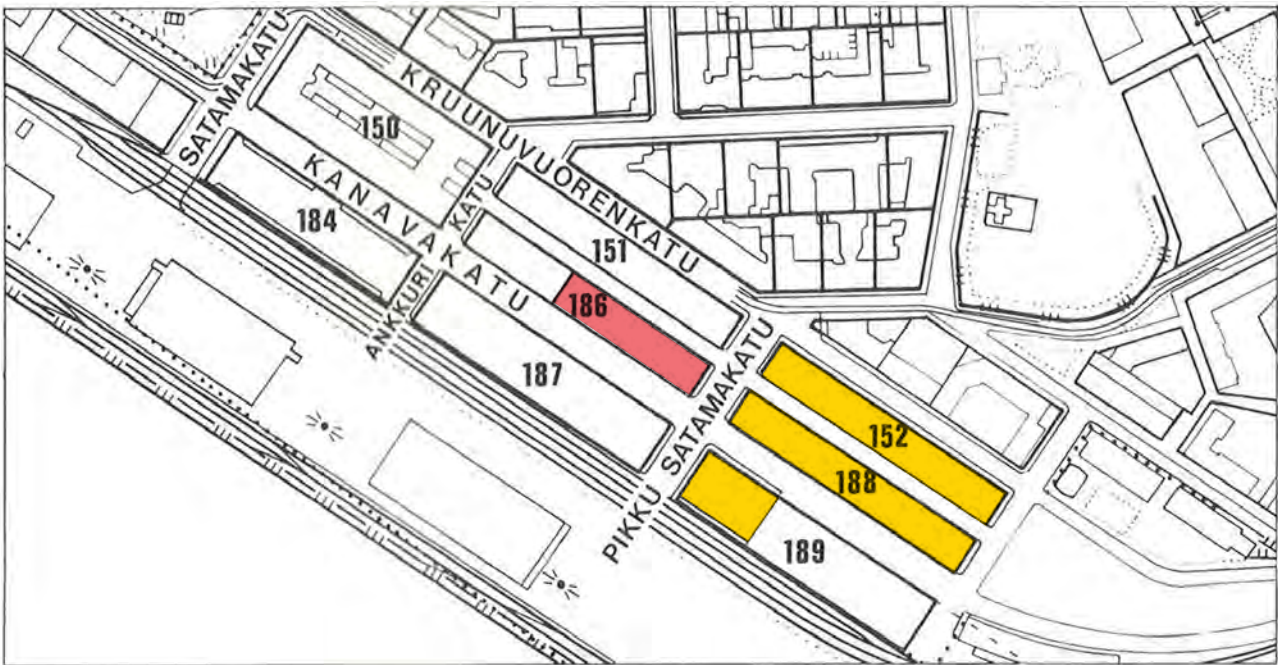 SATAMAKATU
KRUUNUVUORENKATU
150
KANAVAKATU
184
ANKKURI KATU
151
186
187
PIKKU SATAMAKATU
152
188
189